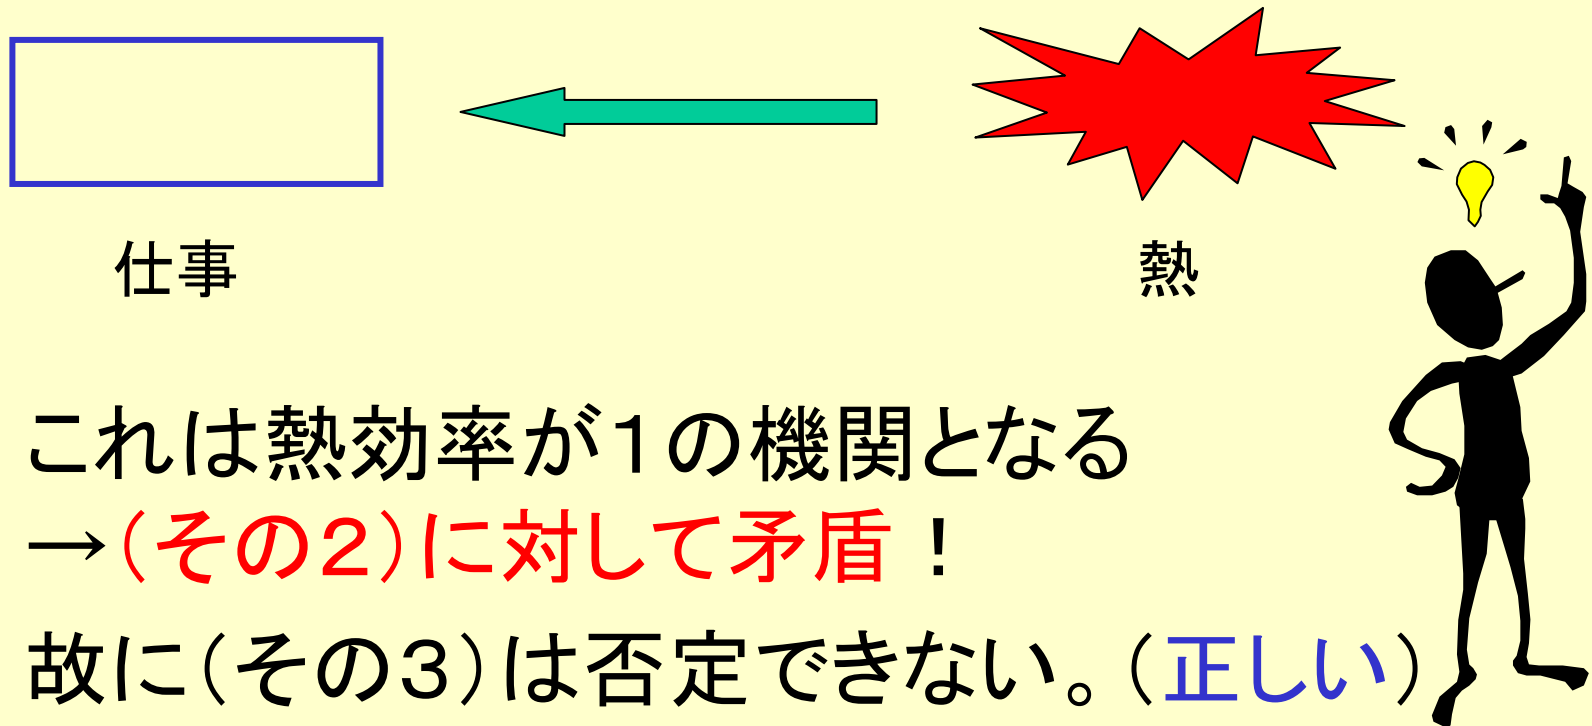 仕事
熱
これは熱効率が１の機関となる
→（その２）に対して矛盾！
故に（その３）は否定できない。（正しい）